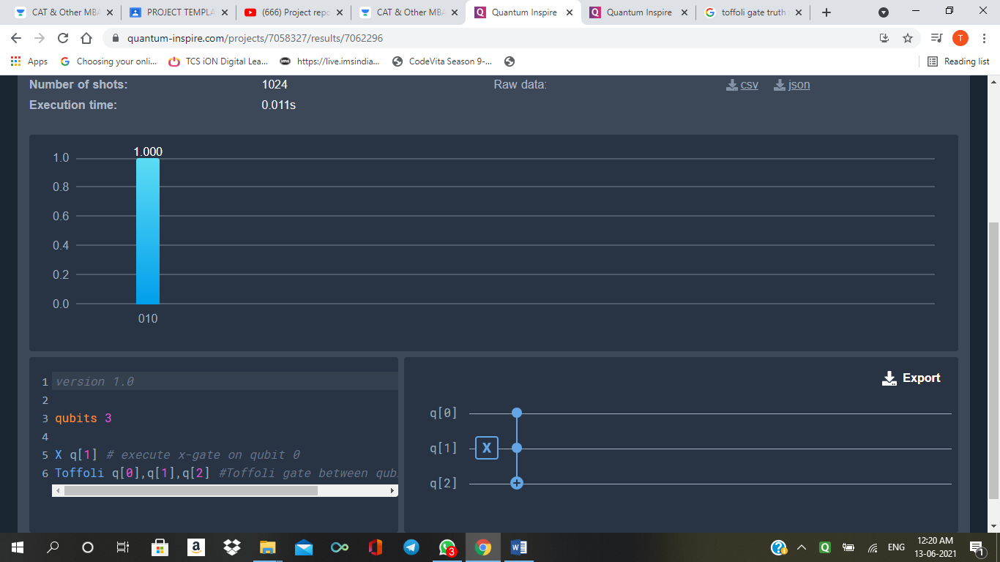 CAT & Other MBA
PROJECT TEMPLA
(666) Project repo
CAT & Other MBA
Quantum Inspire
Quantum Inspire
toffoli gate truth
quantum-inspire.com/projects/7058327/results/7062296
T
Apps
Choosing your onli...
TCS iON Digital Lea...
https://live.imsindia...
CodeVita Season 9-...
Reading list
Number of shots: 1024 Raw data: csv json
Execution time: 0.011s
1.000
1.0
0.8
0.6
0.4
0.2
0.0
010
1 version 1.0
2
3 qubits 3
4
5 X q[1] # execute x-gate on qubit 0
6 Toffoli q[0],q[1],q[2] #Toffoli gate between qub
Export
q[0]
q[1] X
q[2]
3
ENG
12:20 AM
13-06-2021
1